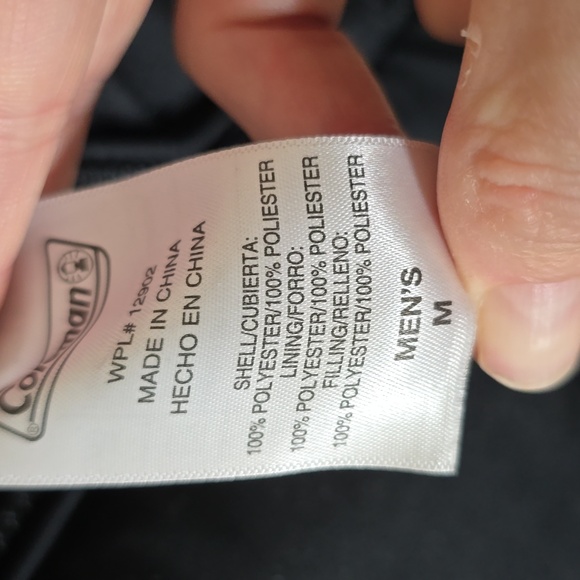 Coleman
WPL# 12902
MADE IN CHINA
HECHO EN CHINA
SHELL/CUBIERTA:
100% POLYESTER/100% POLIESTER
LINING/FORRO:
100% POLYESTER/100% POLIESTER
FILLING/RELLENO:
100% POLYESTER/100% POLIESTER
MEN'S
M